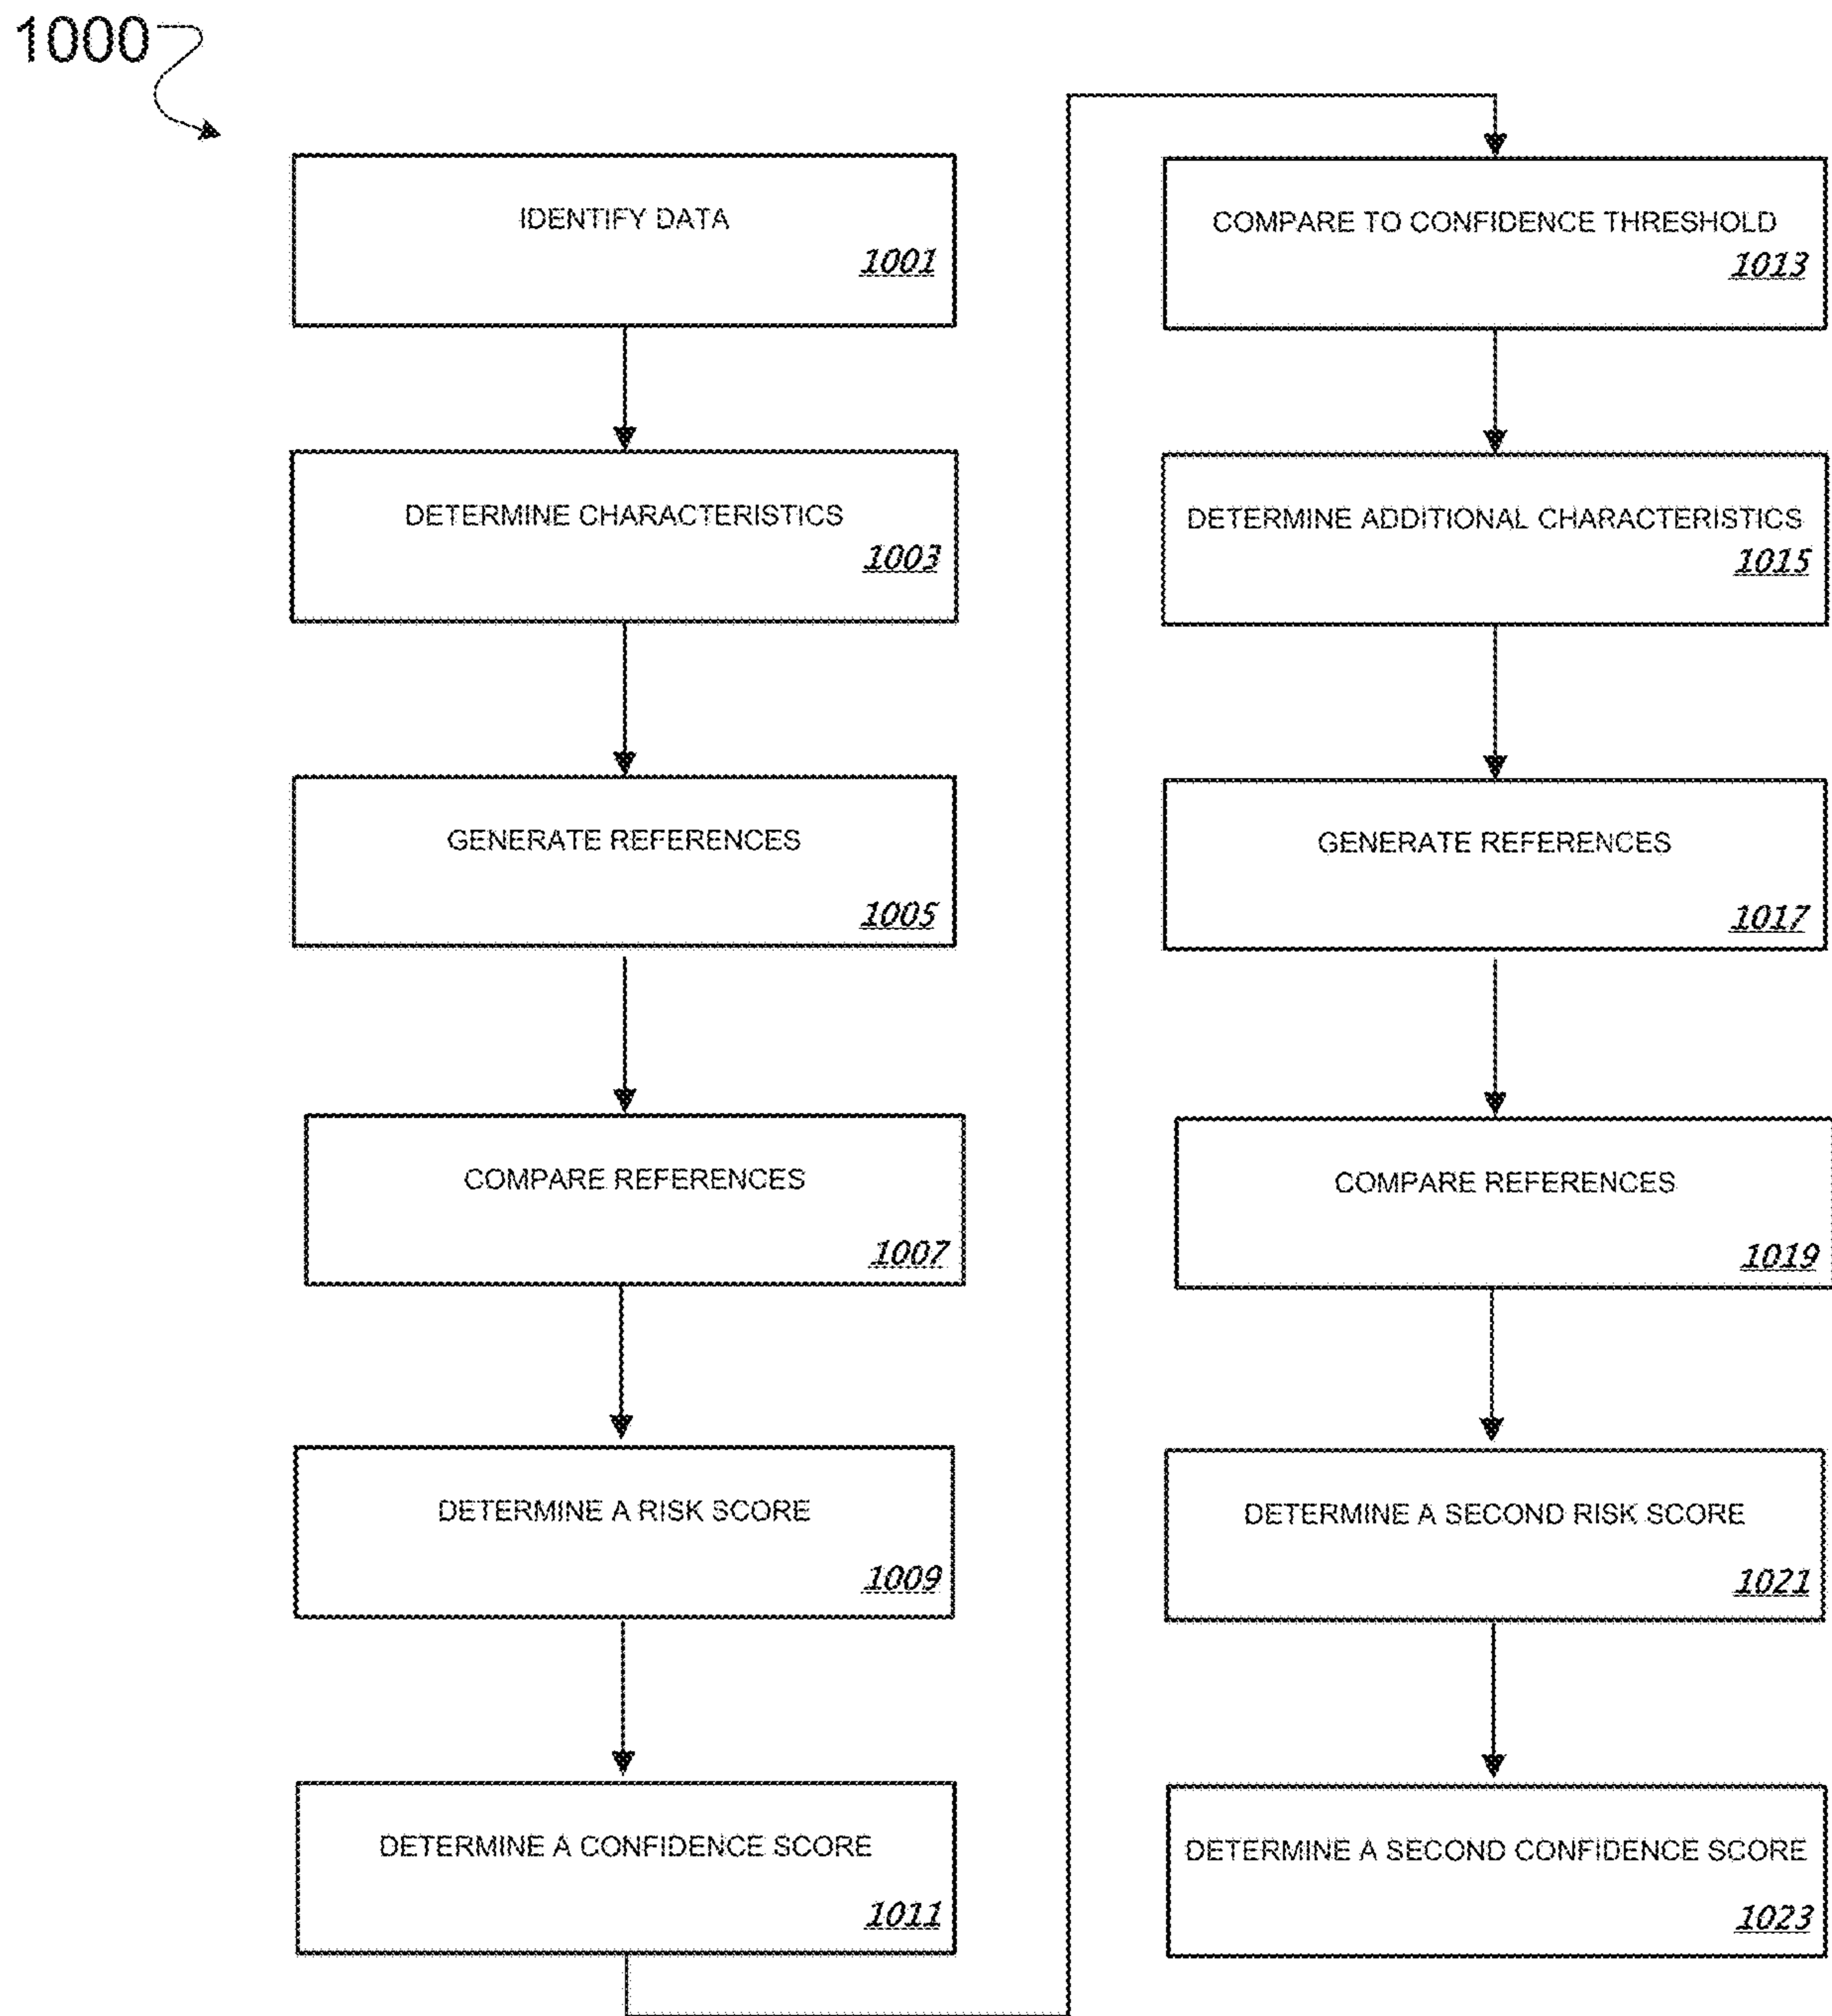 1000
IDENTIFY DATA
1001
DETERMINE CHARACTERISTICS
1003
GENERATE REFERENCES
1005
COMPARE REFERENCES
1007
DETERMINE A RISK SCORE
1009
DETERMINE A CONFIDENCE SCORE
1011
COMPARE TO CONFIDENCE THRESHOLD
1013
DETERMINE ADDITIONAL CHARACTERISTICS
1015
GENERATE REFERENCES
1017
COMPARE REFERENCES
1019
DETERMINE A SECOND RISK SCORE
1021
DETERMINE A SECOND CONFIDENCE SCORE
1023